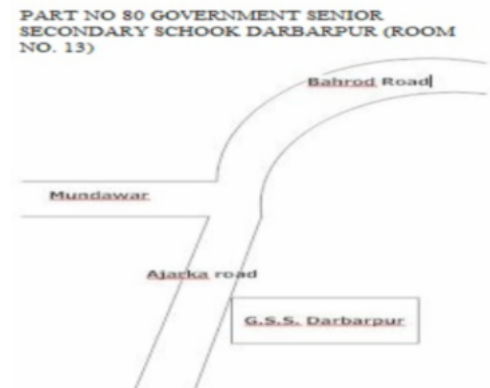 PART NO 80 GOVERNMENT SENIOR
SECONDARY SCHOOK DARBARPUR (ROOM
NO. 13)
Bahrod Road
Mundawar
Ajarka road
G.S.S. Darbarpur